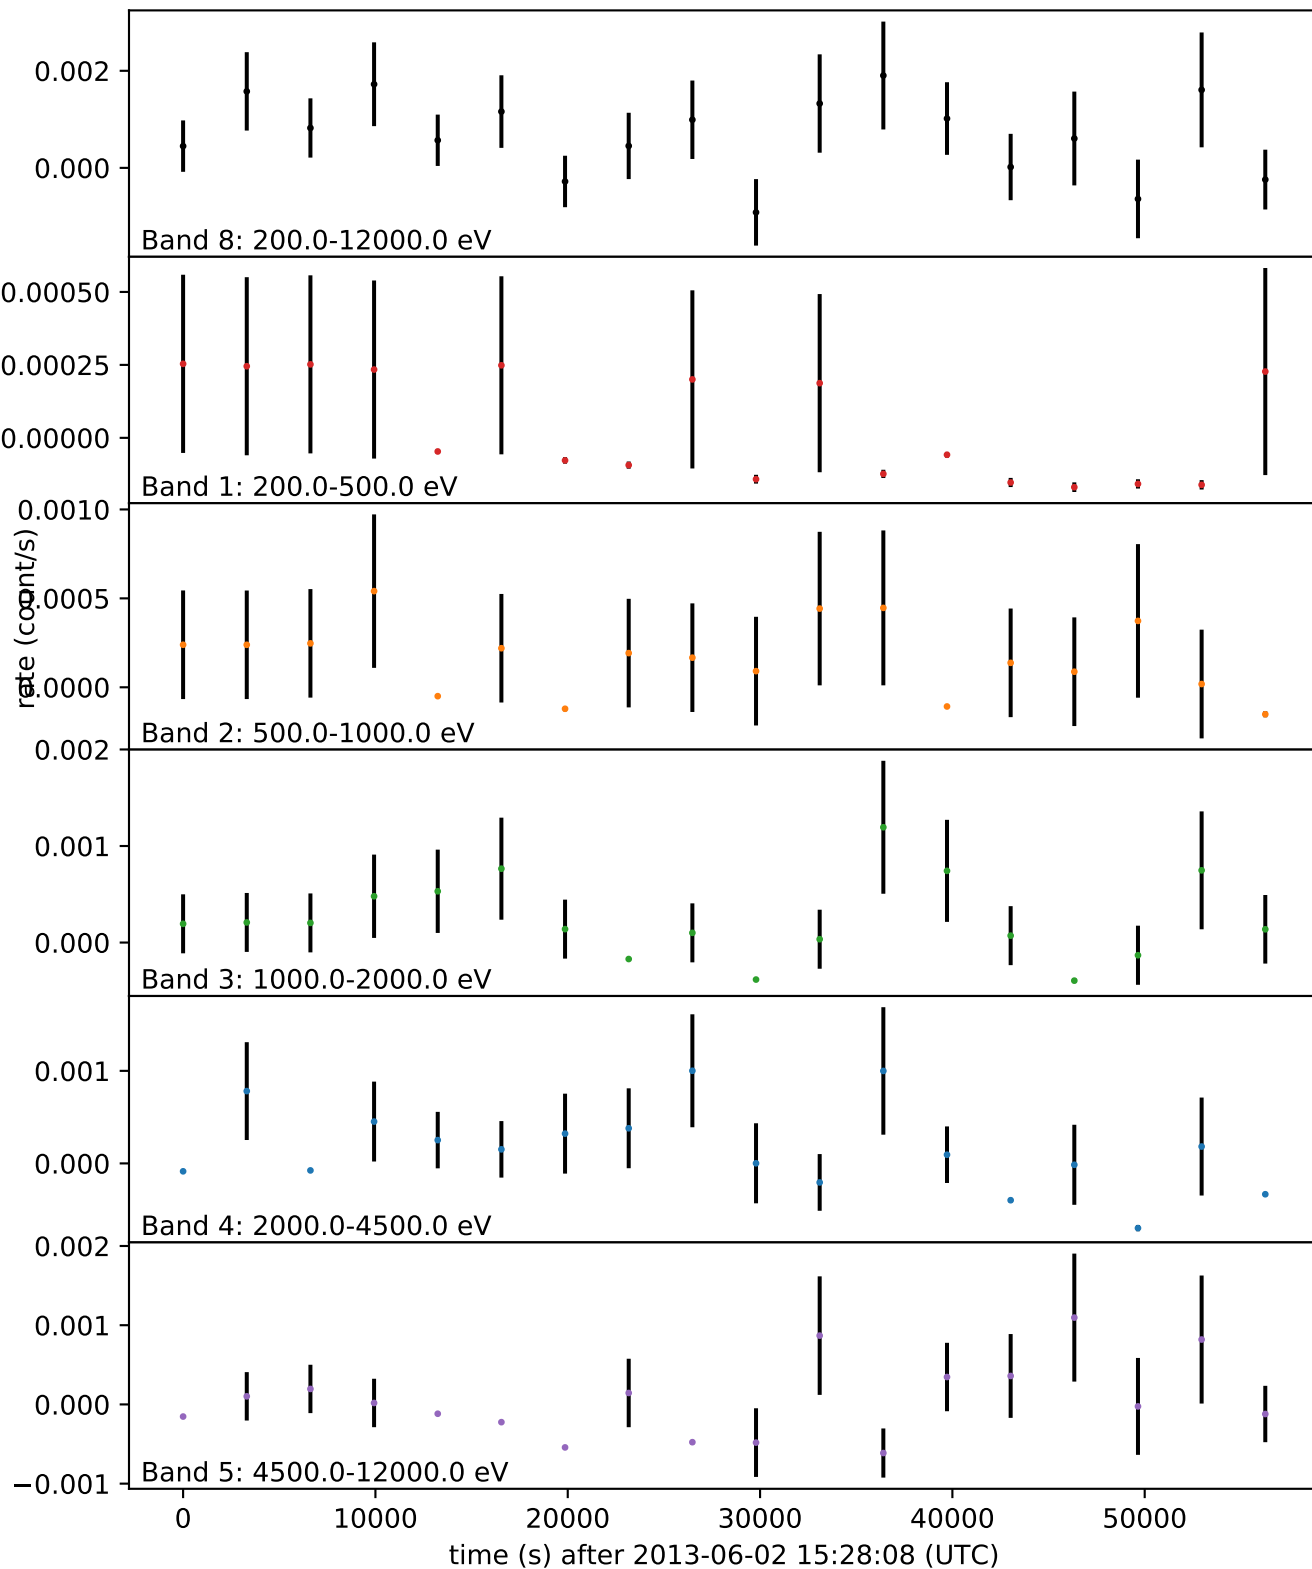 0.002
0.000
Band 8: 200.0-12000.0 eV
0.00050
0.00025
0.00000
Band 1: 200.0-500.0 eV
0.0010
0.0005
0.0000
rate (count/s)
Band 2: 500.0-1000.0 eV
0.002
0.001
0.000
Band 3: 1000.0-2000.0 eV
0.001
0.000
Band 4: 2000.0-4500.0 eV
0.002
0.001
0.000
−0.001
Band 5: 4500.0-12000.0 eV
0 10000 20000 30000 40000 50000
time (s) after 2013-06-02 15:28:08 (UTC)